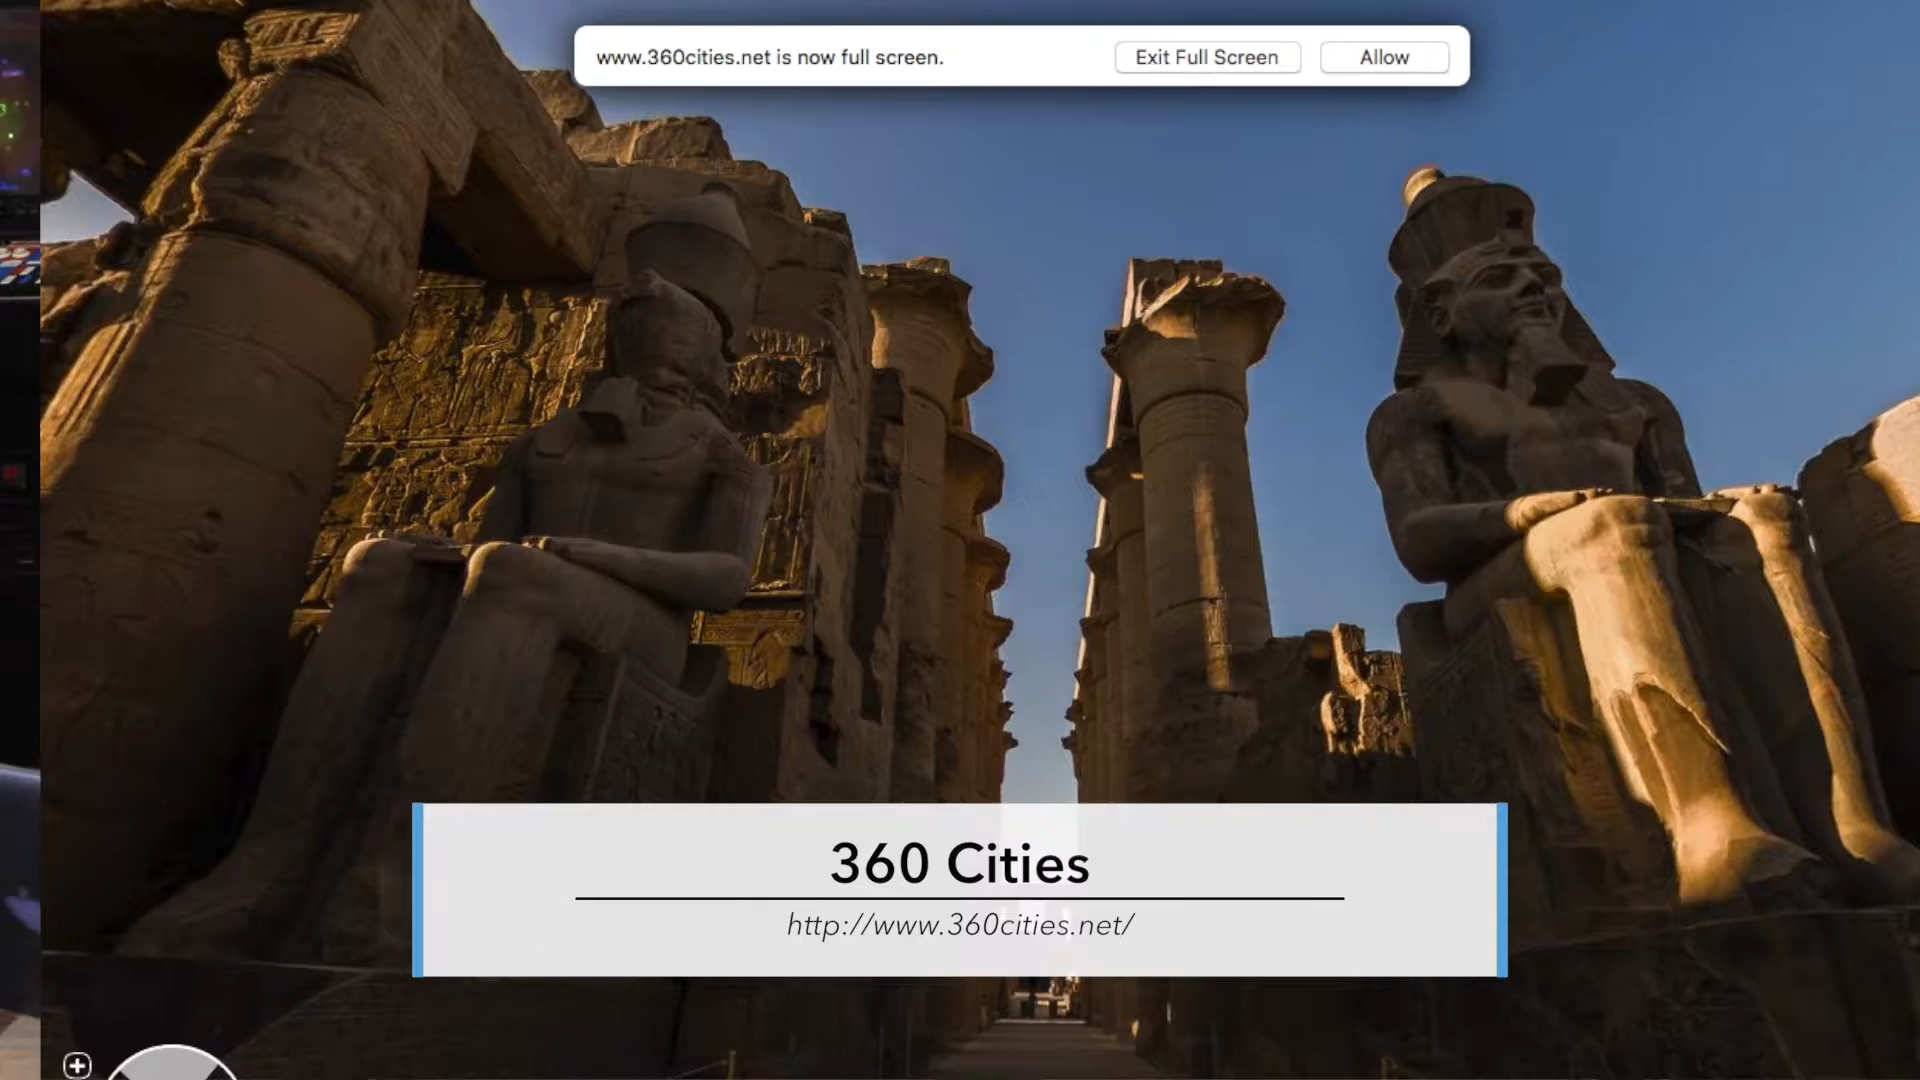 www.360cities.net is now full screen.
Exit Full Screen
Allow
360 Cities
http://www.360cities.net/